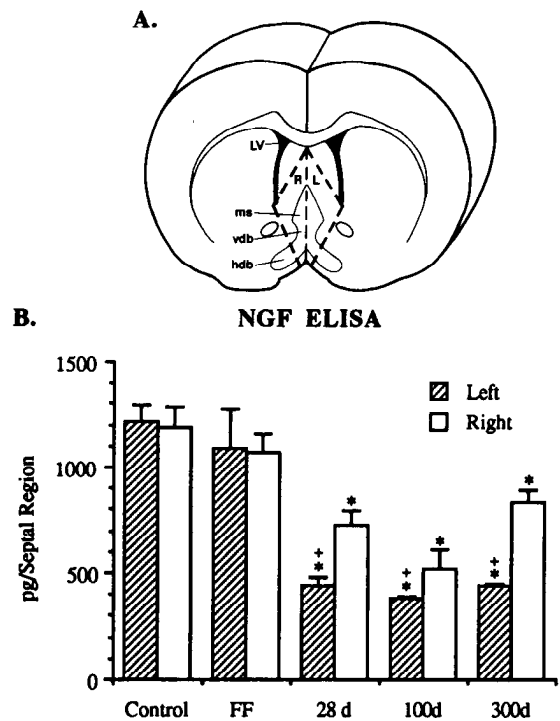 A.
LV
R L
ms
vdb
hdb
B. NGF ELISA
1500
1000
500
0
pg/Septal Region
Left
Right
+
*
*
+
*
*
+
*
*
Control FF 28 d 100d 300d